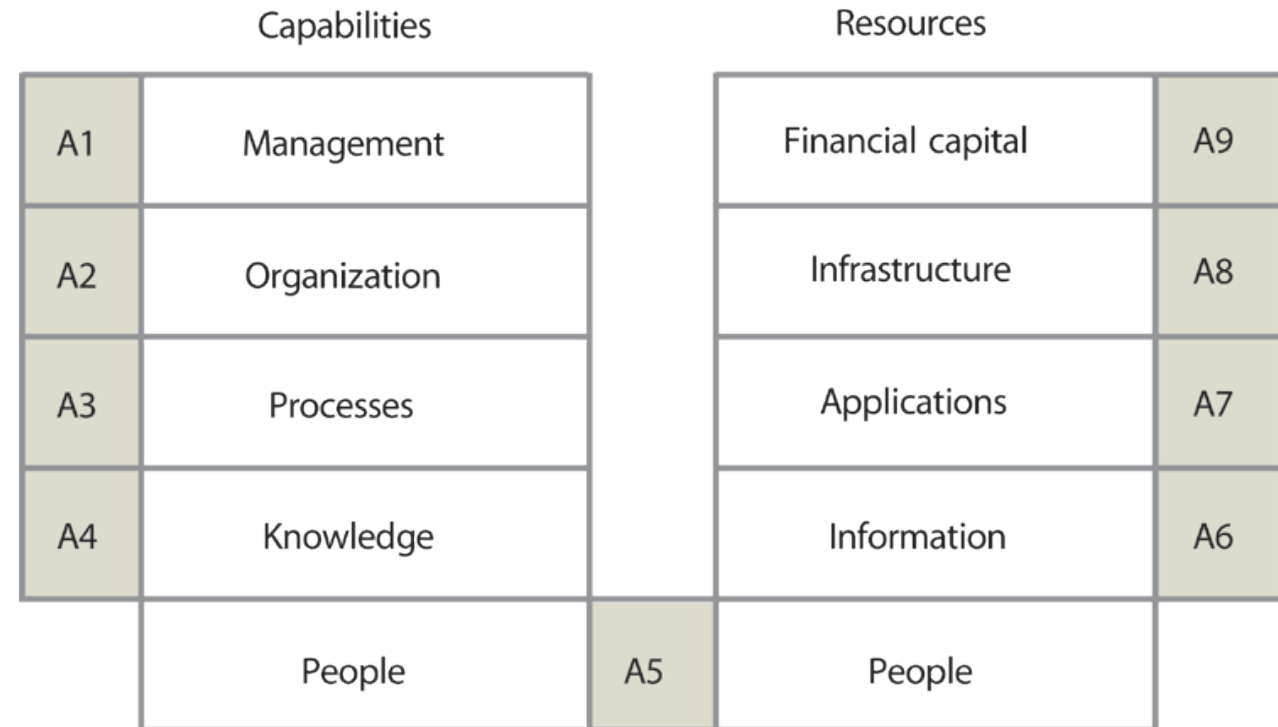 Capabilities Resources
A1 Management Financial capital A9
A2 Organization Infrastructure A8
A3 Processes Applications A7
A4 Knowledge Information A6
People A5 People